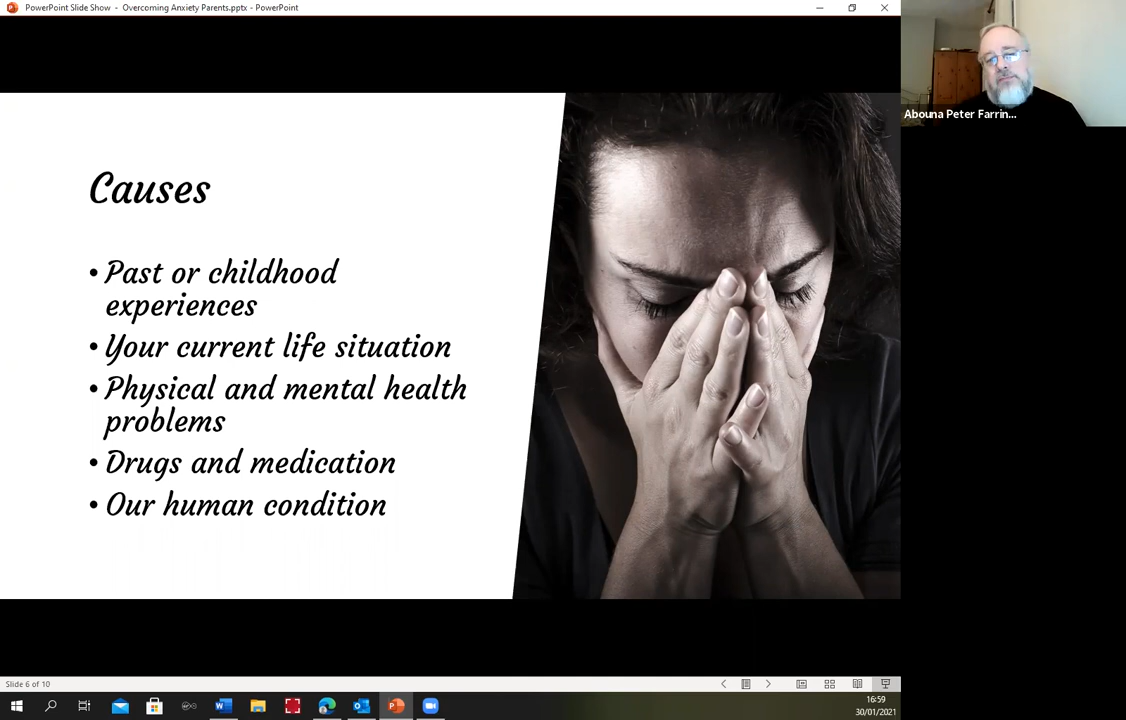 PowerPoint Slide Show - Overcoming Anxiety Parents.pptx - PowerPoint
Abouna Peter Farrin...
Causes
• Past or childhood
experiences
• Your current life situation
• Physical and mental health
problems
• Drugs and medication
• Our human condition
Slide 6 of 10
16:59
30/01/2021